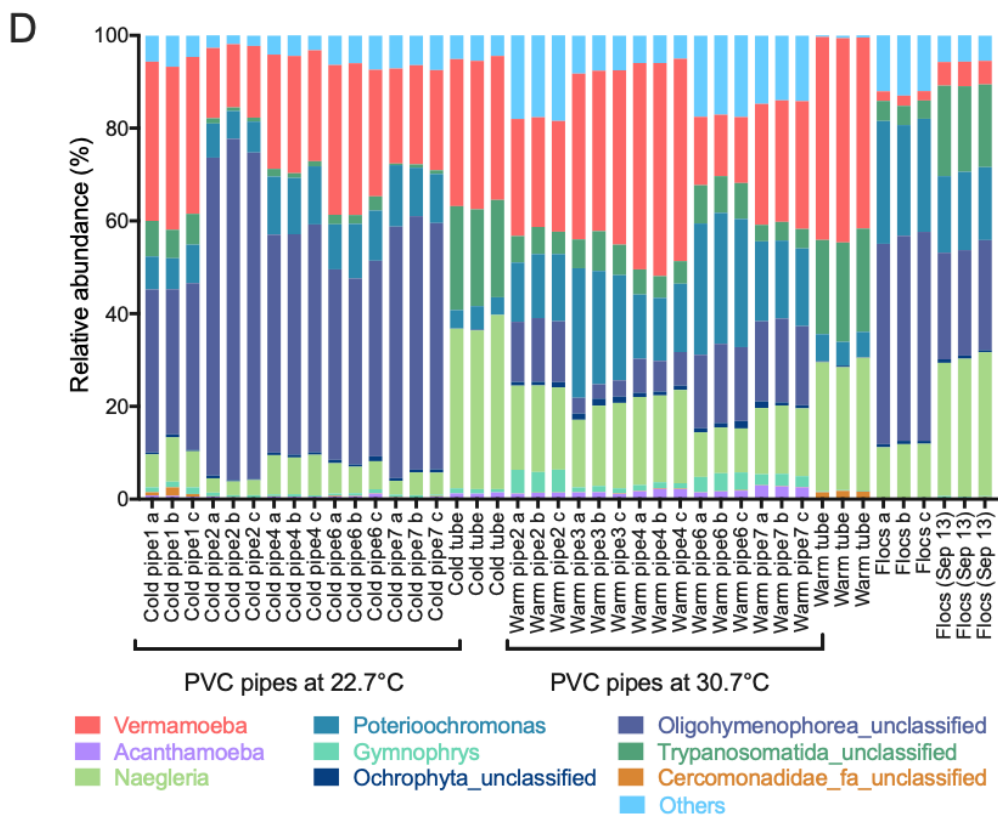 D
Relative abundance (%)
100
80
60
40
20
0
Cold pipe1 a
Cold pipe1 b
Cold pipe1 c
Cold pipe2 a
Cold pipe2 b
Cold pipe2 c
Cold pipe4 a
Cold pipe4 b
Cold pipe4 c
Cold pipe6 a
Cold pipe6 b
Cold pipe6 c
Cold pipe7 a
Cold pipe7 b
Cold pipe7 c
Cold tube
Cold tube
Cold tube
Warm pipe2 a
Warm pipe2 b
Warm pipe2 c
Warm pipe3 a
Warm pipe3 b
Warm pipe3 c
Warm pipe4 a
Warm pipe4 b
Warm pipe4 c
Warm pipe6 a
Warm pipe6 b
Warm pipe6 c
Warm pipe7 a
Warm pipe7 b
Warm pipe7 c
Warm tube
Warm tube
Warm tube
Flocs a
Flocs b
Flocs c
Flocs (Sep 13)
Flocs (Sep 13)
Flocs (Sep 13)
PVC pipes at 22.7°C
PVC pipes at 30.7°C
Vermamoeba
Poterioochromonas
Oligohymenophorea_unclassified
Acanthamoeba
Gymnophrys
Trypanosomatida_unclassified
Naegleria
Ochrophyta_unclassified
Cercomonadidae_fa_unclassified
Others